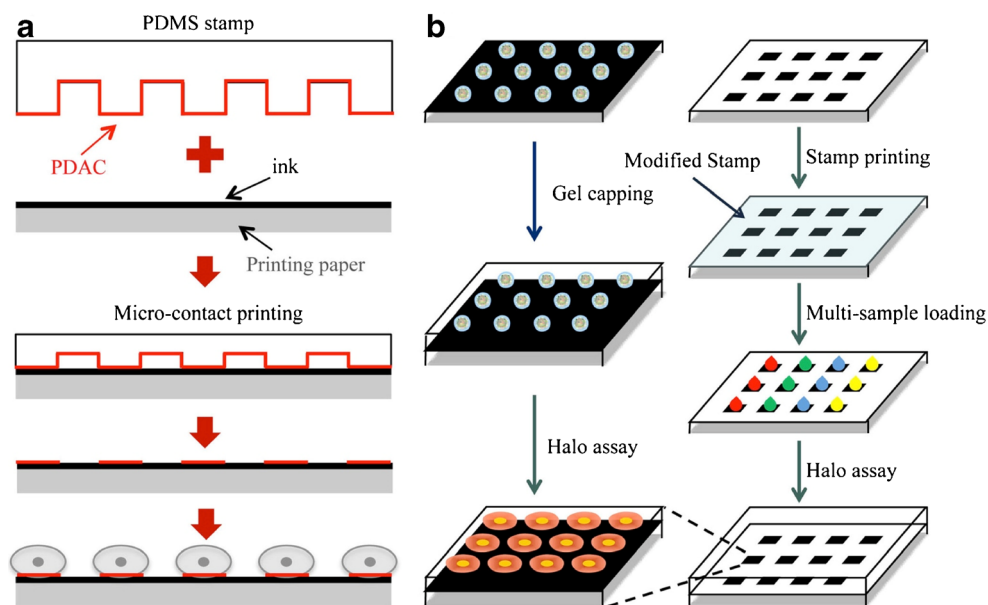 a
PDMS stamp
PDAC
ink
Printing paper
Micro-contact printing
b
Gel capping
Halo assay
Modified Stamp
Stamp printing
Multi-sample loading
Halo assay